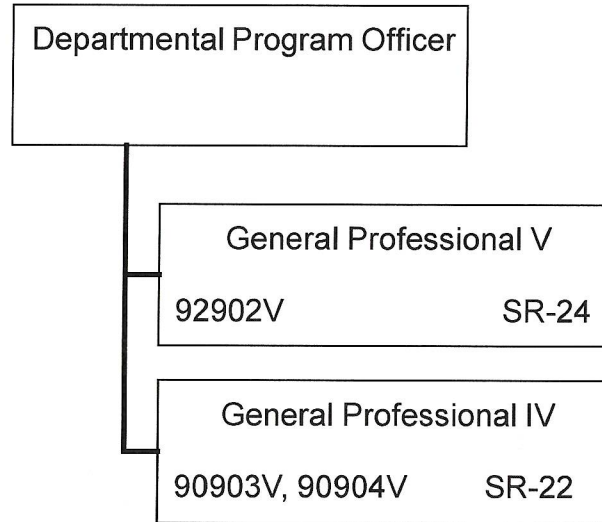 Departmental Program Officer
General Professional V
92902V SR-24
General Professional IV
90903V, 90904V SR-22